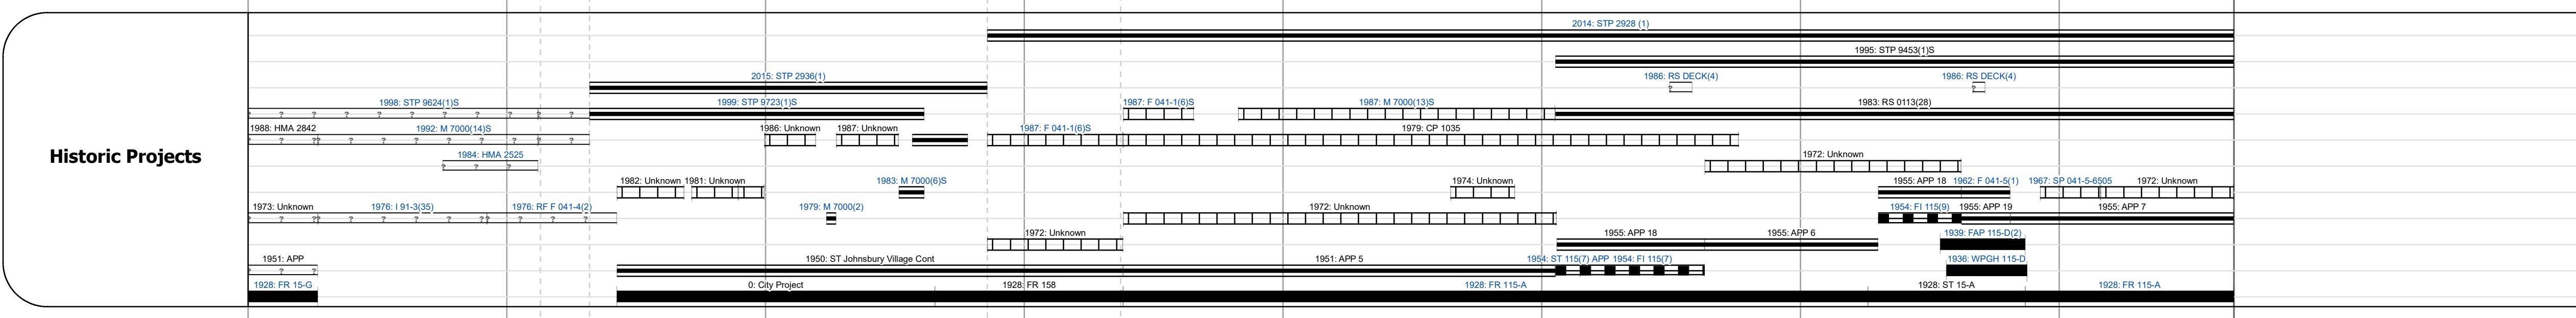 2014: STP 2928 (1)
1995: STP 9453(1)S
2015: STP 2936(1) 1986: RS DECK(4) 1986: RS DECK(4)
1998: STP 9624(1)S 1999: STP 9723(1)S 1987: F 041-1(6)S 1987: M 7000(13)S 1983: RS 0113(28)
? ? ? ? ? ? ? ? ? ? ?
1988: HMA 2842 1992: M 7000(14)S 1986: Unknown 1987: Unknown 1987: F 041-1(6)S 1979: CP 1035
Historic Projects
1984: HMA 2525 1972: Unknown
? ? ?
1982: Unknown 1981: Unknown 1983: M 7000(6)S 1974: Unknown 1955: APP 18 1962: F 041-5(1) 1967: SP 041-5-6505 1972: Unknown
1973: Unknown 1976: I 91-3(35) 1976: RF F 041-4(2) 1979: M 7000(2) 1972: Unknown 1954: FI 115(9) 1955: APP 19 1955: APP 7
1972: Unknown 1955: APP 18 1955: APP 6 1939: FAP 115-D(2)
1951: APP 1950: ST Johnsbury Village Cont 1951: APP 5 1954: ST 115(7) APP 1954: FI 115(7) 1936: WPGH 115-D
? ? ?
1928: FR 15-G 0: City Project 1928: FR 158 1928: FR 115-A 1928: ST 15-A 1928: FR 115-A